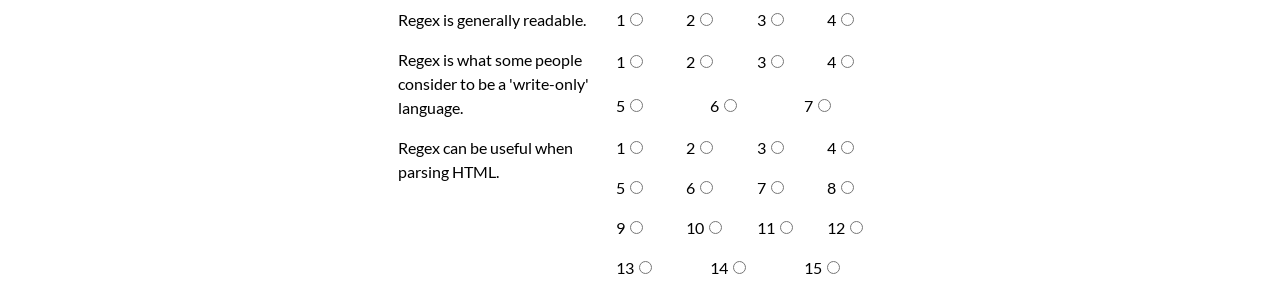 Regex is generally readable. 1 2 3 4
Regex is what some people 1 2 3 4
consider to be a 'write-only'
language. 5 6 7
Regex can be useful when 1 2 3 4
parsing HTML.
5 6 7 8
9 10 11 12
13 14 15